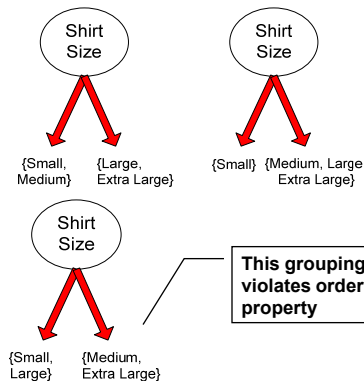 Shirt
Size
{Small,
Medium}
{Large,
Extra Large}
Shirt
Size
{Small}
{Medium, Large
Extra Large}
Shirt
Size
{Small,
Large}
{Medium,
Extra Large}
This grouping
violates order
property